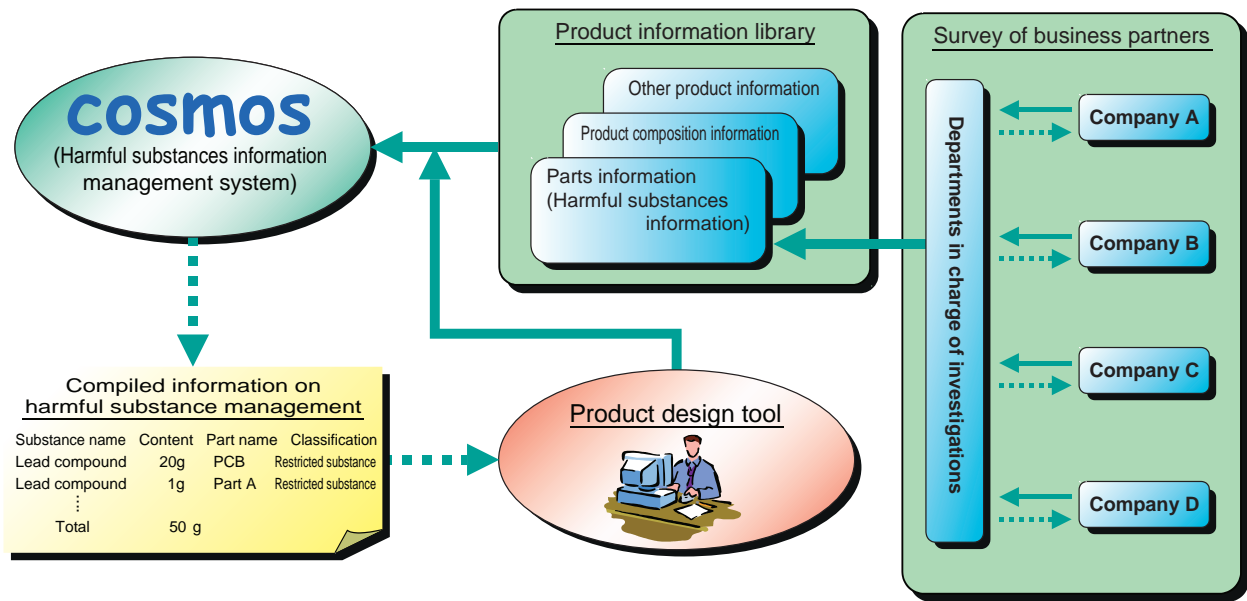 cosmos
(Harmful substances information
management system)
Product information library
Other product information
Product composition information
Parts information
(Harmful substances
information)
Survey of business partners
Departments in charge of investigations
Company A
Company B
Company C
Company D
Compiled information on
harmful substance management
Substance name Content Part name Classification
Lead compound 20g PCB Restricted substance
Lead compound 1g Part A Restricted substance
Total 50 g
Product design tool